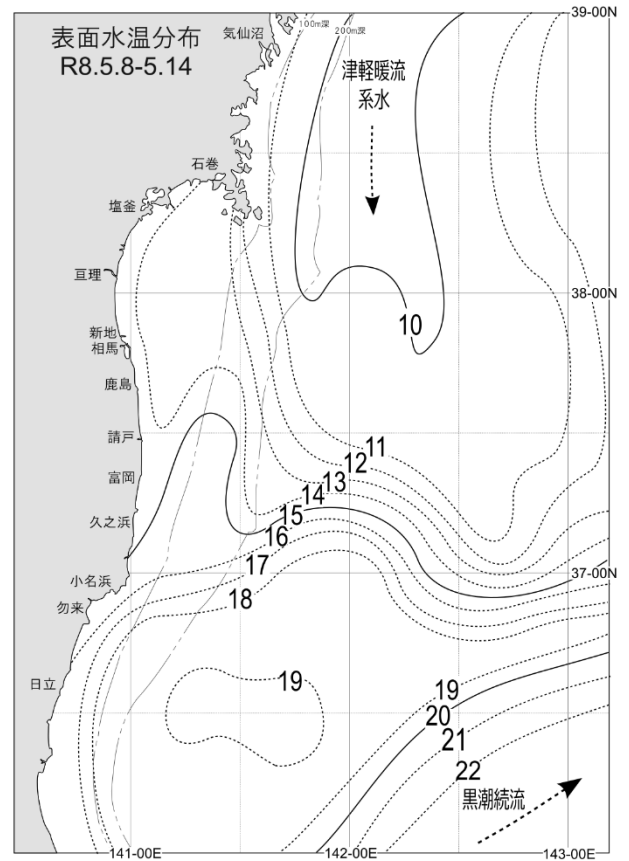 表面水温分布
R8.5.8-5.14
39-00N
気仙沼
100m深
200m深
津軽暖流
系水
石巻
塩釜
亘理
38-00N
10
新地
相馬
鹿島
請戸
11
12
富岡
13
14
久之浜
15
16
17
37-00N
小名浜
18
勿来
日立
19
19
20
21
22
黒潮続流
141-00E
142-00E
143-00E